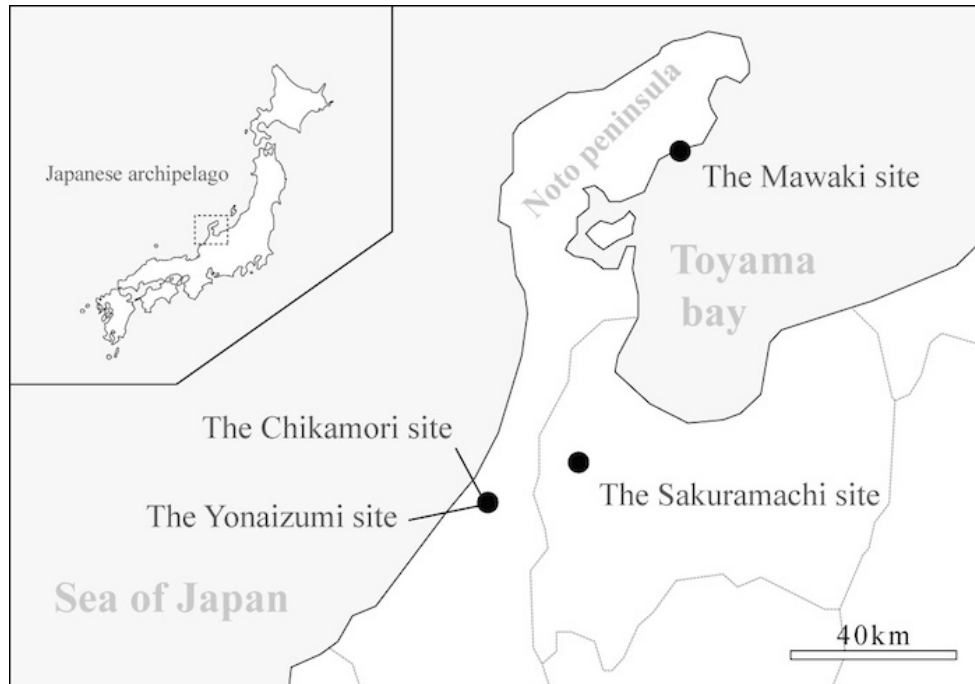 Japanese archipelago
Noto peninsula
The Mawaki site
Toyama
bay
The Chikamori site
The Sakuramachi site
The Yonaizumi site
Sea of Japan
40km